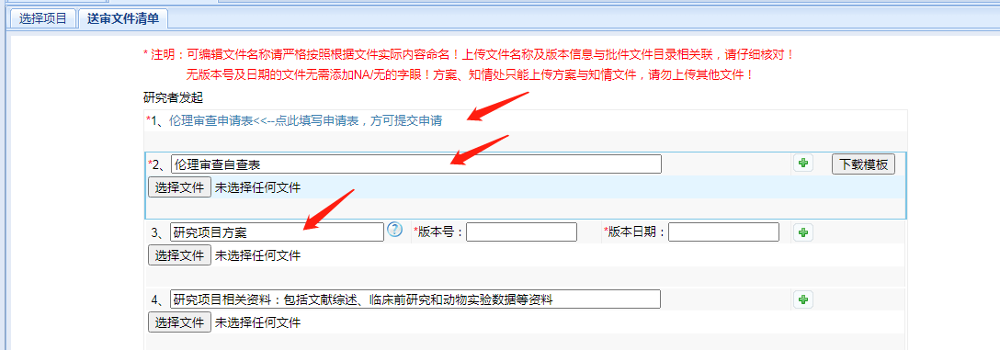 选择项目 送审文件清单
* 注明：可编辑文件名称请严格按照根据文件实际内容命名！上传文件名称及版本信息与批件文件目录相关联，请仔细核对！
无版本号及日期的文件无需添加NA/无的字眼！方案、知情处只能上传方案与知情文件，请勿上传其他文件！
研究者发起
*1、伦理审查申请表<<--点此填写申请表，方可提交申请
*2、伦理审查自查表 下载模板
选择文件 未选择任何文件
3、研究项目方案 ? *版本号： *版本日期：
选择文件 未选择任何文件
4、研究项目相关资料：包括文献综述、临床前研究和动物实验数据等资料
选择文件 未选择任何文件